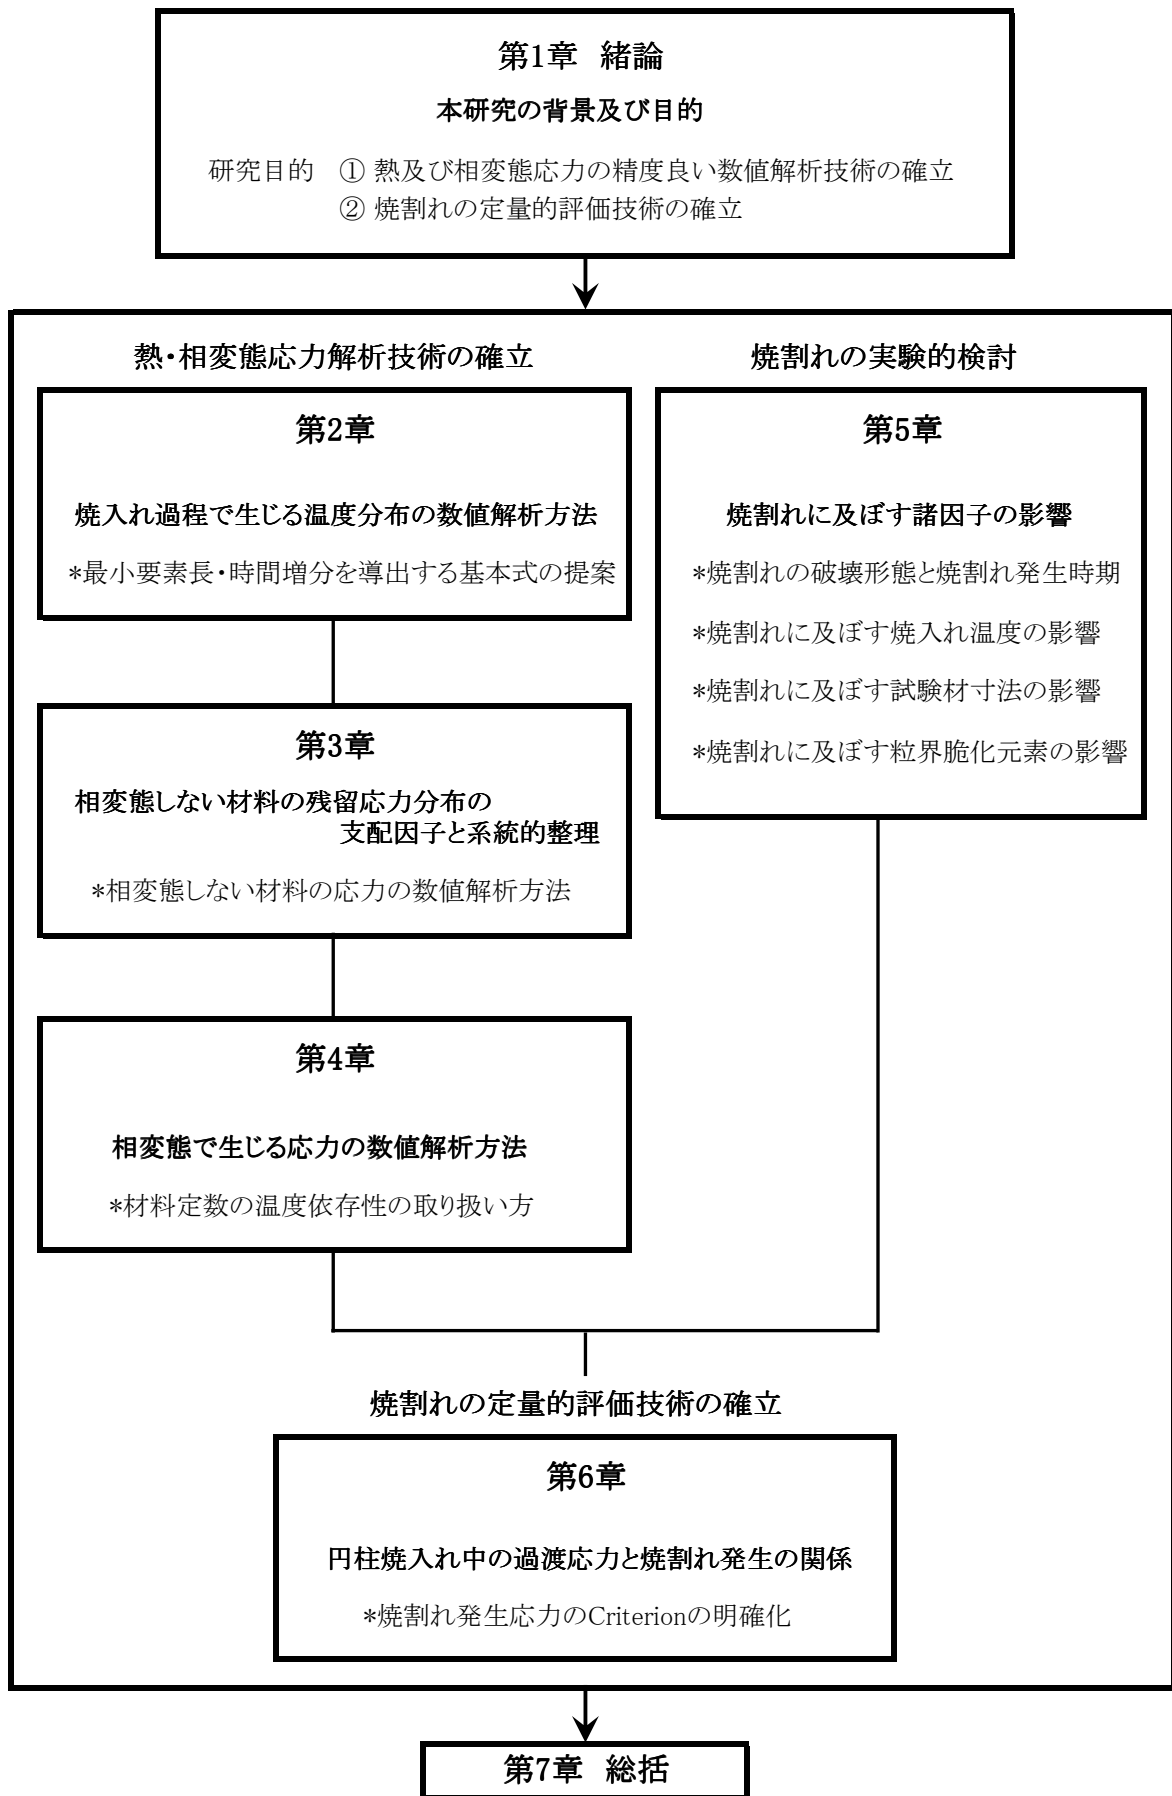 第1章 緒論
本研究の背景及び目的
研究目的 ① 熱及び相変態応力の精度良い数値解析技術の確立
② 焼割れの定量的評価技術の確立
熱・相変態応力解析技術の確立
第2章
焼入れ過程で生じる温度分布の数値解析方法
*最小要素長・時間増分を導出する基本式の提案
第3章
相変態しない材料の残留応力分布の
支配因子と系統的整理
*相変態しない材料の応力の数値解析方法
第4章
相変態で生じる応力の数値解析方法
*材料定数の温度依存性の取り扱い方
焼割れの実験的検討
第5章
焼割れに及ぼす諸因子の影響
*焼割れの破壊形態と焼割れ発生時期
*焼割れに及ぼす焼入れ温度の影響
*焼割れに及ぼす試験材寸法の影響
*焼割れに及ぼす粒界脆化元素の影響
焼割れの定量的評価技術の確立
第6章
円柱焼入れ中の過渡応力と焼割れ発生の関係
*焼割れ発生応力のCriterionの明確化
第7章 総括